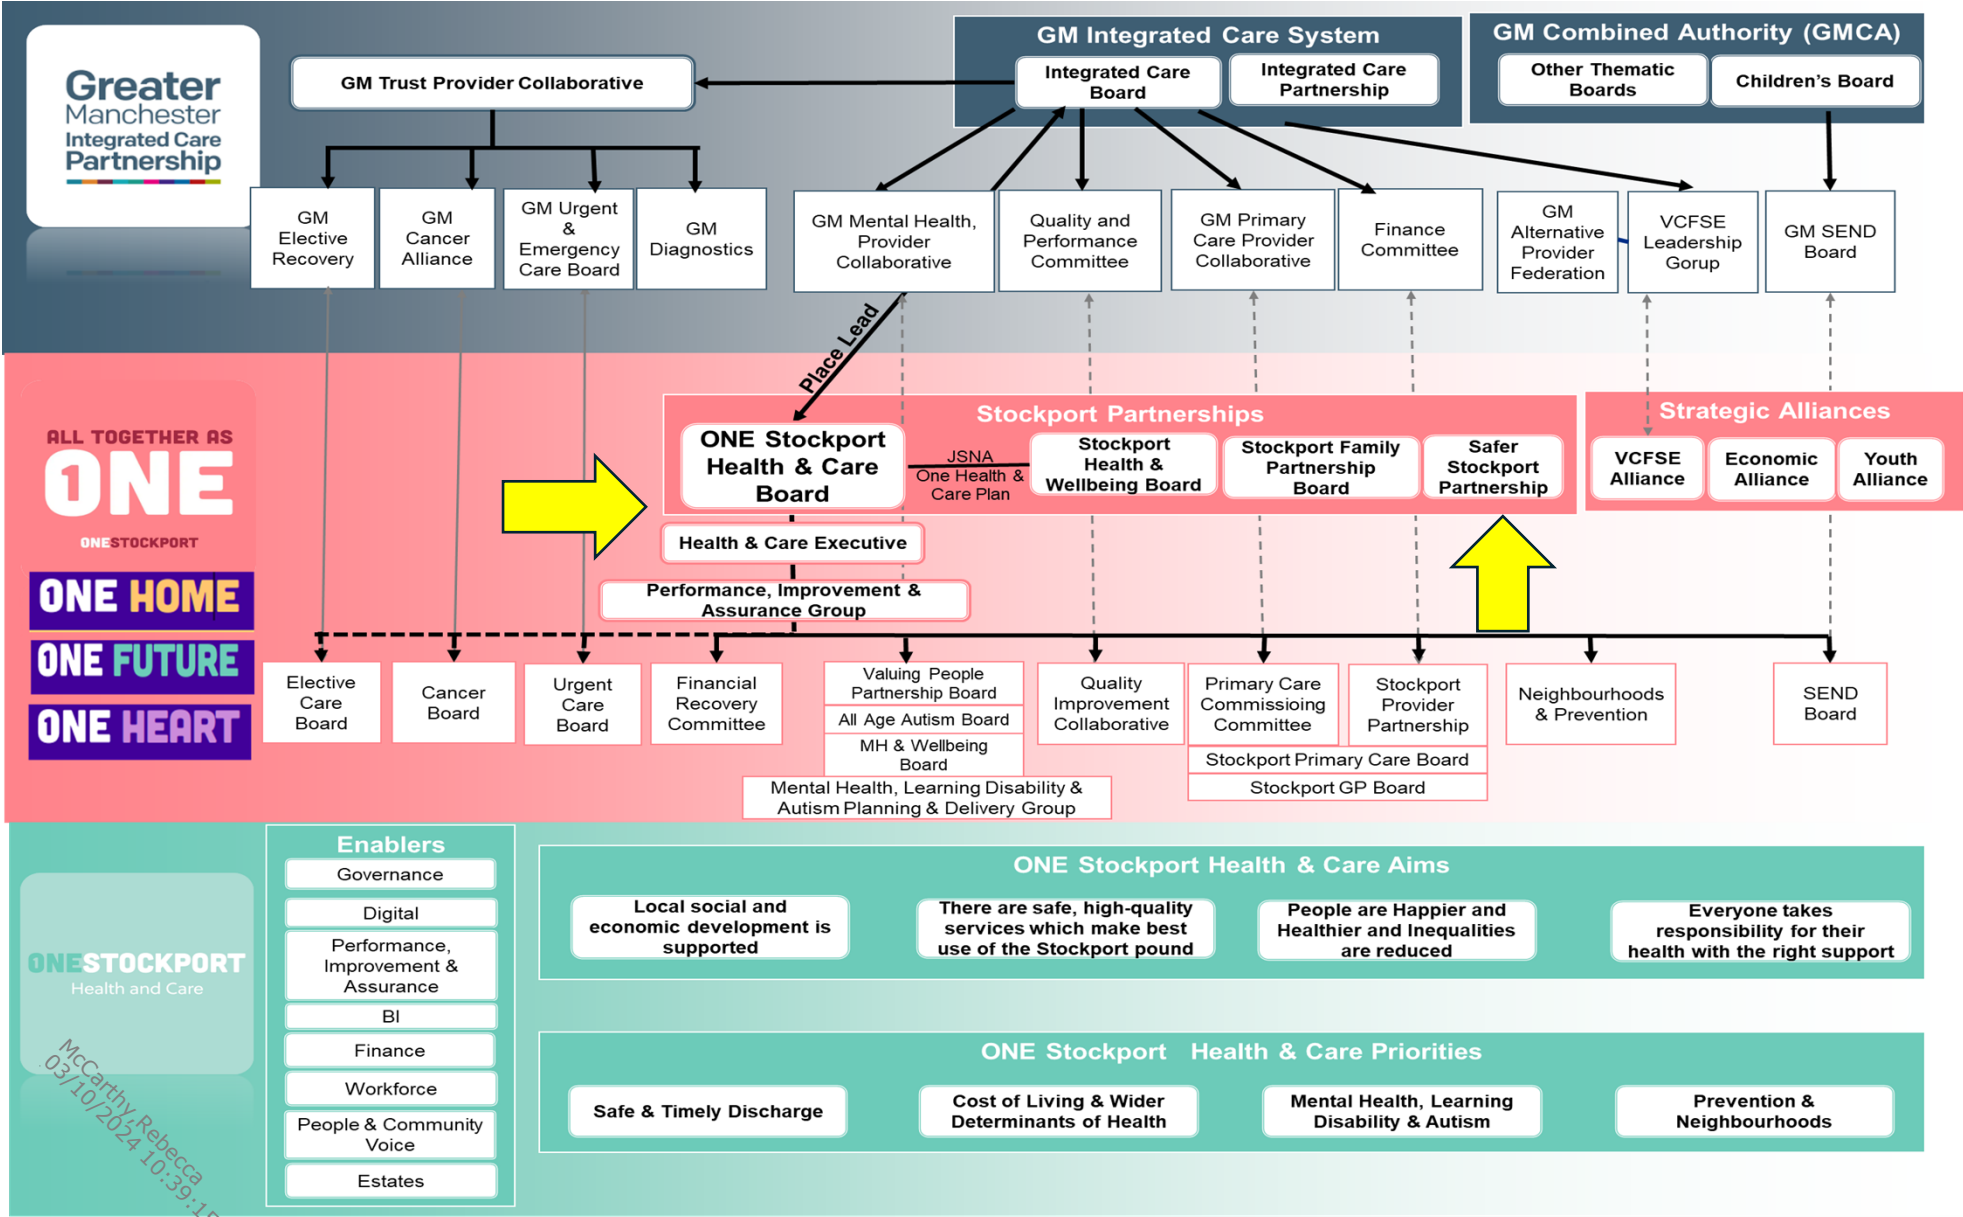 Greater
Manchester
Integrated Care
Partnership
GM Trust Provider Collaborative
GM Integrated Care System
Integrated Care
Board
Integrated Care
Partnership
GM Combined Authority (GMCA)
Other Thematic
Boards
Children's Board
GM
Elective
Recovery
GM
Cancer
Alliance
GM Urgent
&
Emergency
Care Board
GM
Diagnostics
GM Mental Health,
Provider
Collaborative
Quality and
Performance
Committee
GM Primary
Care Provider
Collaborative
Finance
Committee
GM
Alternative
Provider
Federation
VCFSE
Leadership
Gorup
GM SEND
Board
Place Lead
ALL TOGETHER AS
ONE
ONESTOCKPORT
ONE HOME
ONE FUTURE
ONE HEART
Stockport Partnerships
ONE Stockport
Health & Care
Board
JSNA
One Health &
Care Plan
Stockport
Health &
Wellbeing Board
Stockport Family
Partnership
Board
Safer
Stockport
Partnership
Strategic Alliances
VCFSE
Alliance
Economic
Alliance
Youth
Alliance
Health & Care Executive
Performance, Improvement &
Assurance Group
Elective
Care
Board
Cancer
Board
Urgent
Care
Board
Financial
Recovery
Committee
Valuing People
Partnership Board
All Age Autism Board
MH & Wellbeing
Board
Mental Health, Learning Disability &
Autism Planning & Delivery Group
Quality
Improvement
Collaborative
Primary Care
Commissioing
Committee
Stockport
Provider
Partnership
Stockport Primary Care Board
Stockport GP Board
Neighbourhoods
& Prevention
SEND
Board
ONESTOCKPORT
Health and Care
Enablers
Governance
Digital
Performance,
Improvement &
Assurance
BI
Finance
Workforce
People & Community
Voice
Estates
ONE Stockport Health & Care Aims
Local social and
economic development is
supported
There are safe, high-quality
services which make best
use of the Stockport pound
People are Happier and
Healthier and Inequalities
are reduced
Everyone takes
responsibility for their
health with the right support
ONE Stockport Health & Care Priorities
Safe & Timely Discharge
Cost of Living & Wider
Determinants of Health
Mental Health, Learning
Disability & Autism
Prevention &
Neighbourhoods
McCarthy,Rebecca
03/10/2024